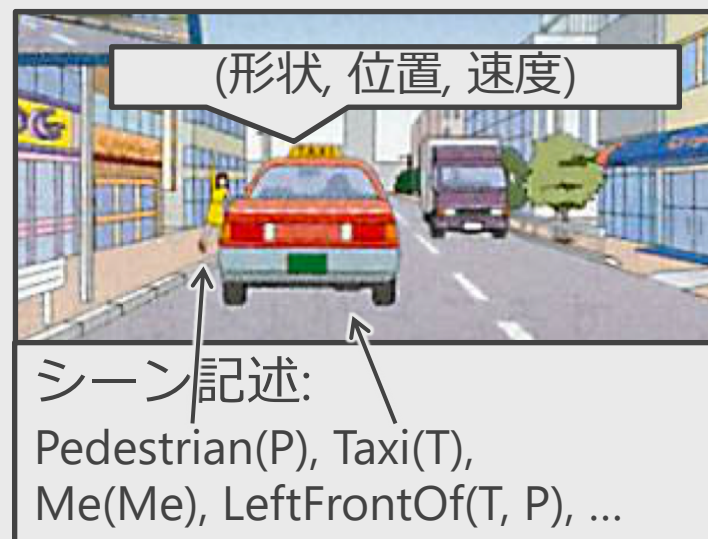 (形状, 位置, 速度)
TAXI
シーン記述:
Pedestrian(P), Taxi(T),
Me(Me), LeftFrontOf(T, P), …